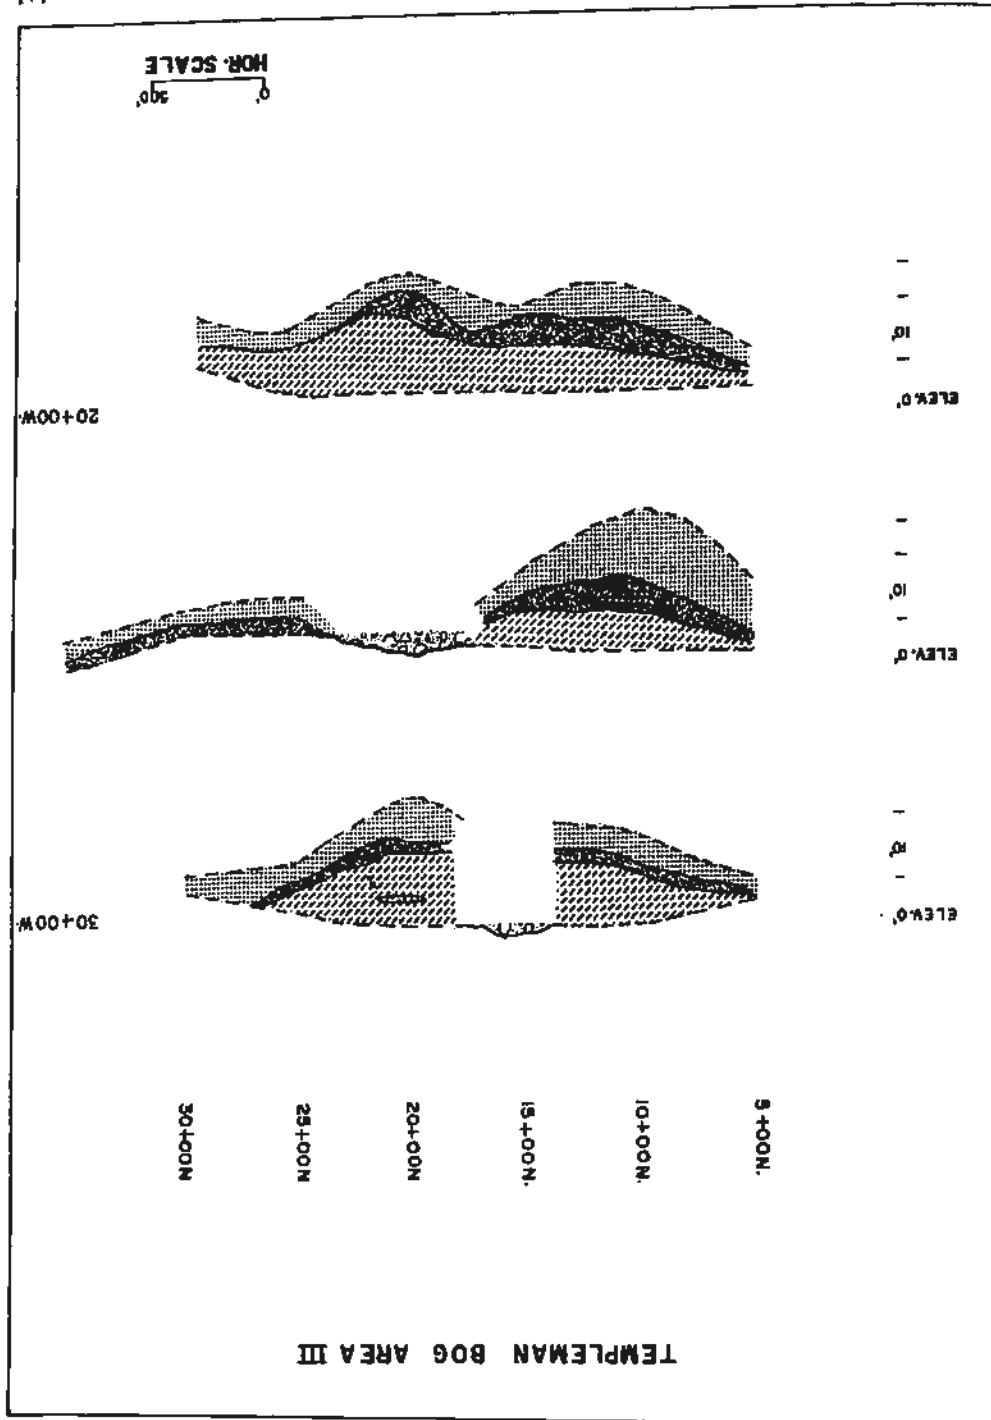 TEMPLEMAN BOG AREA III
5+00N.
10+00N.
15+00N.
20+00N
25+00N
30+00N
ELEV.0'
30+00W.
10'
ELEV.0'
10'
20+00W.
ELEV.0'
10'
0' 500'
HOR. SCALE